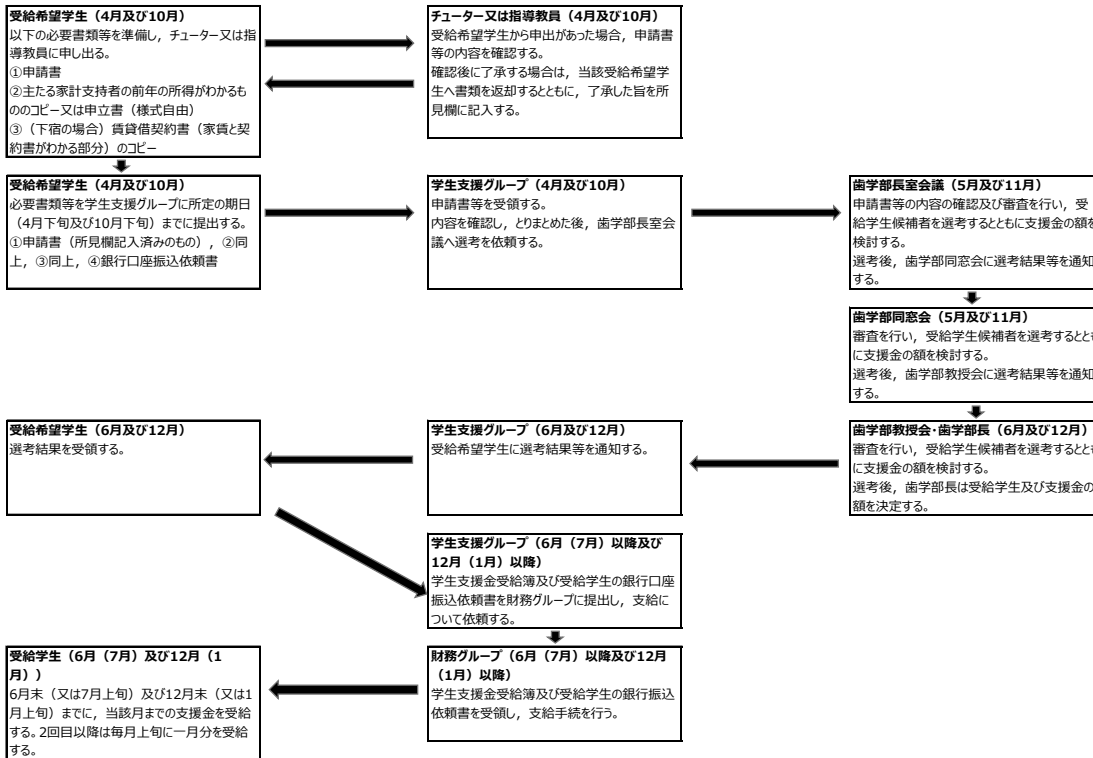 受給希望学生（4月及び10月）
以下の必要書類等を準備し，チューター又は指
導教員に申し出る。
①申請書
②主たる家計支持者の前年の所得がわかるも
ののコピー又は申立書（様式自由）
③（下宿の場合）賃貸借契約書（家賃と契
約書がわかる部分）のコピー
チューター又は指導教員（4月及び10月）
受給希望学生から申出があった場合，申請書
等の内容を確認する。
確認後に了承する場合は，当該受給希望学
生へ書類を返却するとともに，了承した旨を所
見欄に記入する。
受給希望学生（4月及び10月）
必要書類等を学生支援グループに所定の期日
（4月下旬及び10月下旬）までに提出する。
①申請書（所見欄記入済みのもの），②同
上，③同上，④銀行口座振込依頼書
学生支援グループ（4月及び10月）
申請書等を受領する。
内容を確認し，とりまとめた後，歯学部長室会
議へ選考を依頼する。
歯学部長室会議（5月及び11月）
申請書等の内容の確認及び審査を行い，受
給学生候補者を選考するとともに支援金の額を
検討する。
選考後，歯学部同窓会に選考結果等を通知
する。
歯学部同窓会（5月及び11月）
審査を行い，受給学生候補者を選考するととも
に支援金の額を検討する。
選考後，歯学部教授会に選考結果等を通知
する。
受給希望学生（6月及び12月）
選考結果を受領する。
学生支援グループ（6月及び12月）
受給希望学生に選考結果等を通知する。
歯学部教授会・歯学部長（6月及び12月）
審査を行い，受給学生候補者を選考するととも
に支援金の額を検討する。
選考後，歯学部長は受給学生及び支援金の
額を決定する。
学生支援グループ（6月（7月）以降及び
12月（1月）以降）
学生支援金受給簿及び受給学生の銀行口座
振込依頼書を財務グループに提出し，支給に
ついて依頼する。
受給学生（6月（7月）及び12月（1
月））
6月末（又は7月上旬）及び12月末（又は1
月上旬）までに，当該月までの支援金を受給
する。2回目以降は毎月上旬に一月分を受給
する。
財務グループ（6月（7月）以降及び12月
（1月）以降）
学生支援金受給簿及び受給学生の銀行振込
依頼書を受領し，支給手続を行う。